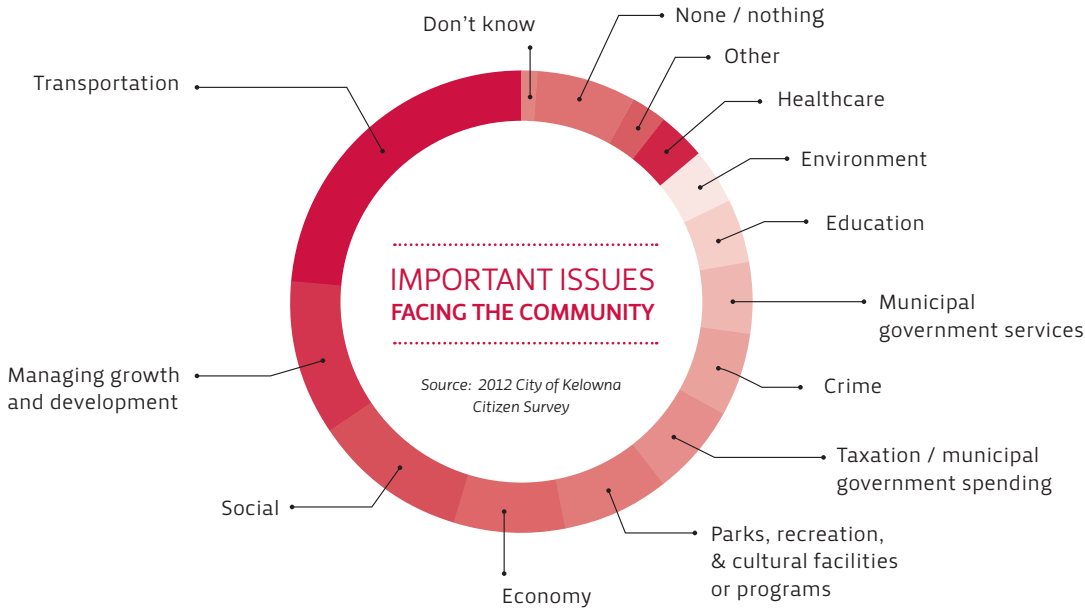 Don't know
None / nothing
Other
Healthcare
Environment
Education
Municipal
government services
Crime
Taxation / municipal
government spending
Parks, recreation,
& cultural facilities
or programs
Economy
Social
Managing growth
and development
Transportation
IMPORTANT ISSUES
FACING THE COMMUNITY
Source: 2012 City of Kelowna
Citizen Survey